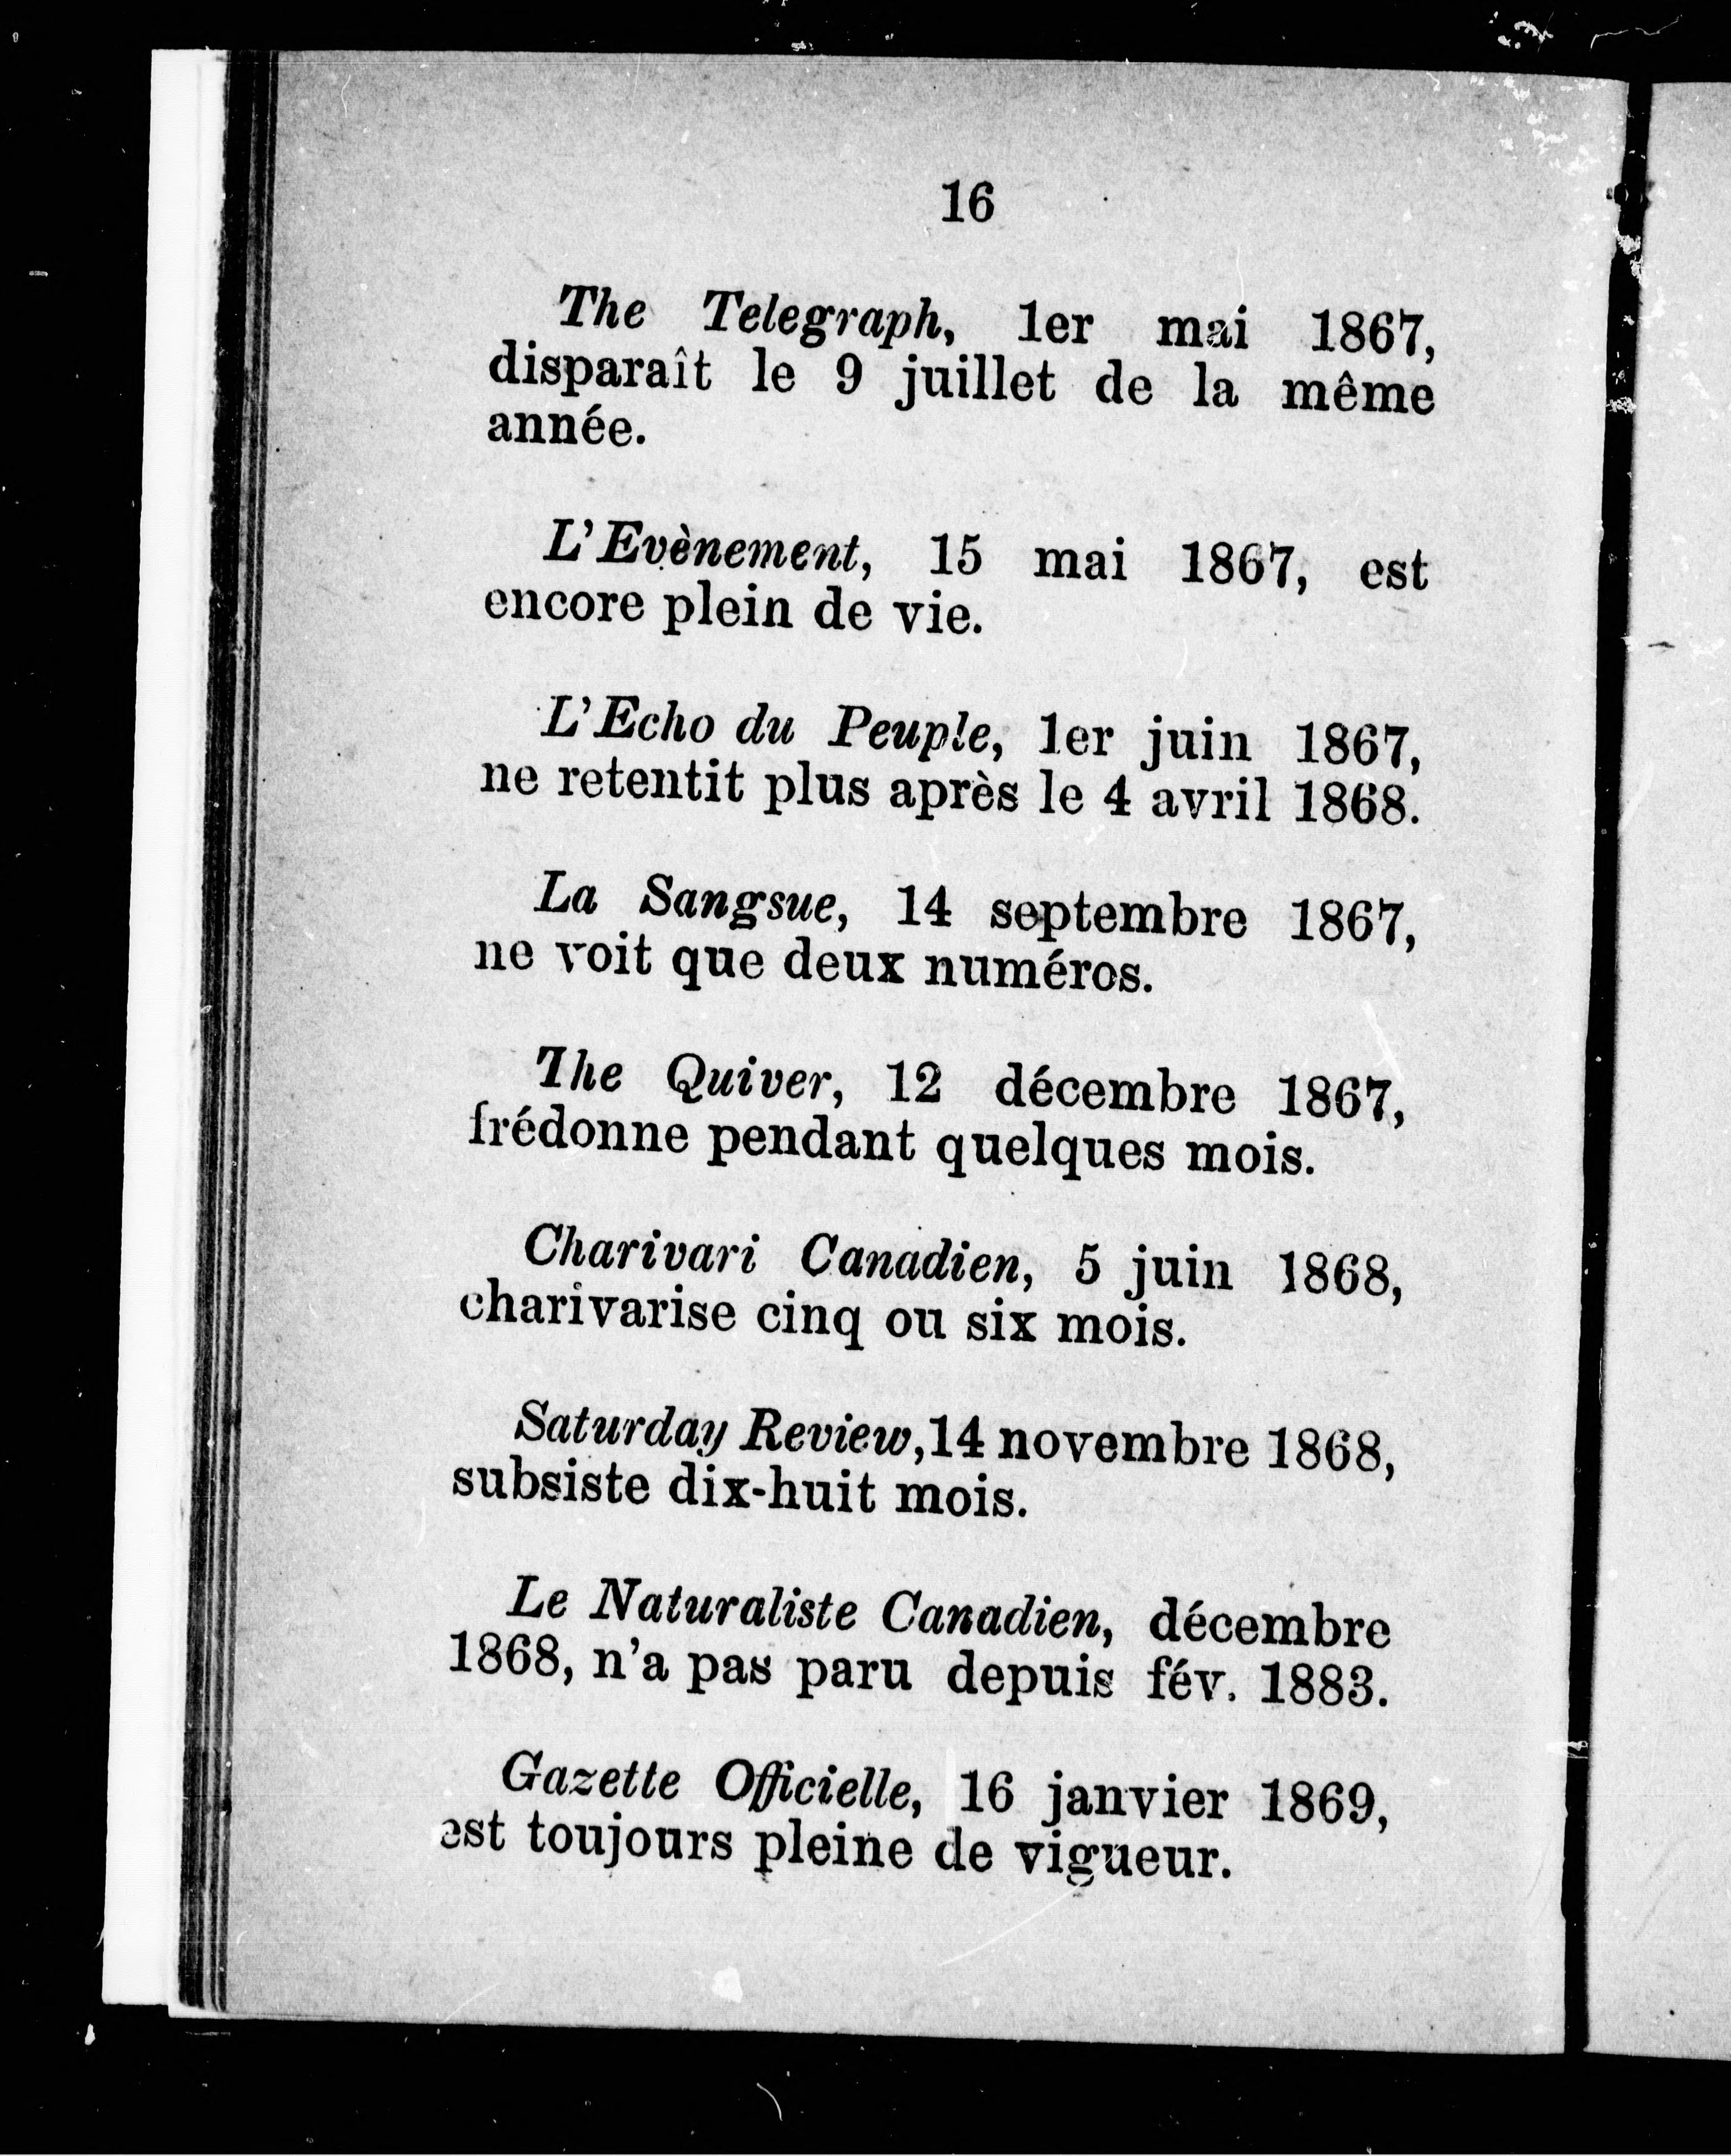 16
The Telegraph, 1er mai 1867,
disparaît le 9 juillet de la même
année.
L'Evènement, 15 mai 1867, est
encore plein de vie.
L'Echo du Peuple, 1er juin 1867,
ne retentit plus après le 4 avril 1868.
La Sangsue, 14 septembre 1867,
ne voit que deux numéros.
The Quiver, 12 décembre 1867,
frédonne pendant quelques mois.
Charivari Canadien, 5 juin 1868,
charivarise cinq ou six mois.
Saturday Review, 14 novembre 1868,
subsiste dix-huit mois.
Le Naturaliste Canadien, décembre
1868, n'a pas paru depuis fév. 1883.
Gazette Officielle, 16 janvier 1869,
est toujours pleine de vigueur.